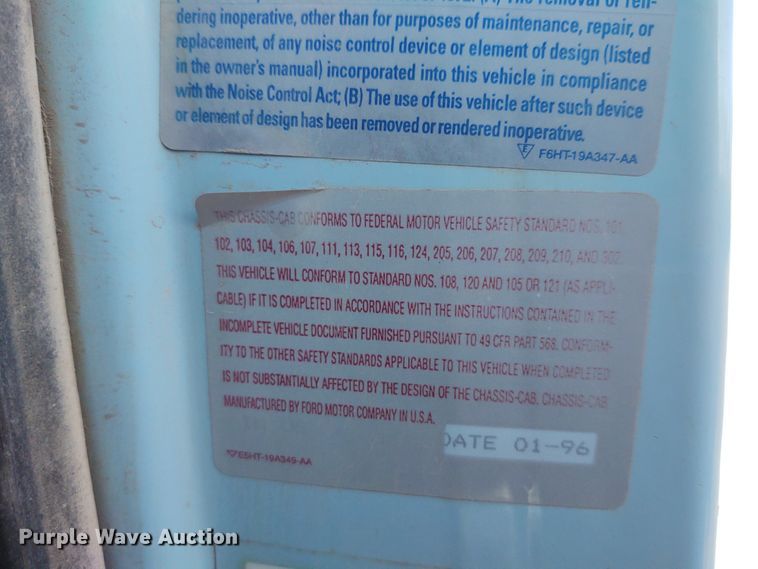 The removal or ren-
dering inoperative, other than for purposes of maintenance, repair, or
replacement, of any noise control device or element of design (listed
in the owner's manual) incorporated into this vehicle in compliance
with the Noise Control Act; (B) The use of this vehicle after such device
or element of design has been removed or rendered inoperative.
F6HT-19A347-AA
THIS CHASSIS-CAB CONFORMS TO FEDERAL MOTOR VEHICLE SAFETY STANDARD NOS. 101,
102, 103, 104, 106, 107, 111, 113, 115, 116, 124, 205, 206, 207, 208, 209, 210, AND 302.
THIS VEHICLE WILL CONFORM TO STANDARD NOS. 108, 120 AND 105 OR 121 (AS APPLI-
CABLE) IF IT IS COMPLETED IN ACCORDANCE WITH THE INSTRUCTIONS CONTAINED IN THE
INCOMPLETE VEHICLE DOCUMENT FURNISHED PURSUANT TO 49 CFR PART 568. CONFORM-
ITY TO THE OTHER SAFETY STANDARDS APPLICABLE TO THIS VEHICLE WHEN COMPLETED
IS NOT SUBSTANTIALLY AFFECTED BY THE DESIGN OF THE CHASSIS-CAB. CHASSIS-CAB
MANUFACTURED BY FORD MOTOR COMPANY IN U.S.A.
DATE 01-96
E5HT-19A349-AA
Purple Wave Auction